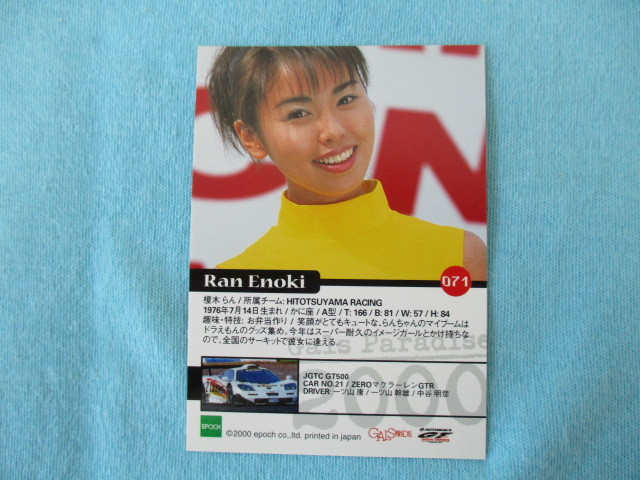 Ran Enoki
071
榎木 らん / 所属チーム: HITOTSUYAMA RACING
1976年7月14日生まれ / かに座 / A型 / T: 166 / B: 81 / W: 57 / H: 84
趣味・特技: お弁当作り / 笑顔がとてもキュートな、らんちゃんのマイブームは
ドラえもんのグッズ集め。今年はスーパー耐久のイメージガールとかけ持ちな
ので、全国のサーキットで彼女に逢える。
Gals Paradise
2000
JGTC GT500
CAR NO.21 / ZEROマクラーレンGTR
DRIVER: 一ツ山 康 / 一ツ山 幹雄 / 中谷 明彦
EPOCH
©2000 epoch co.,ltd. printed in japan
AUTOBACS
GT